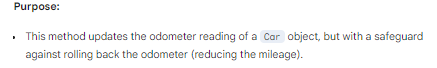 Purpose:
• This method updates the odometer reading of a Car object, but with a safeguard
against rolling back the odometer (reducing the mileage).